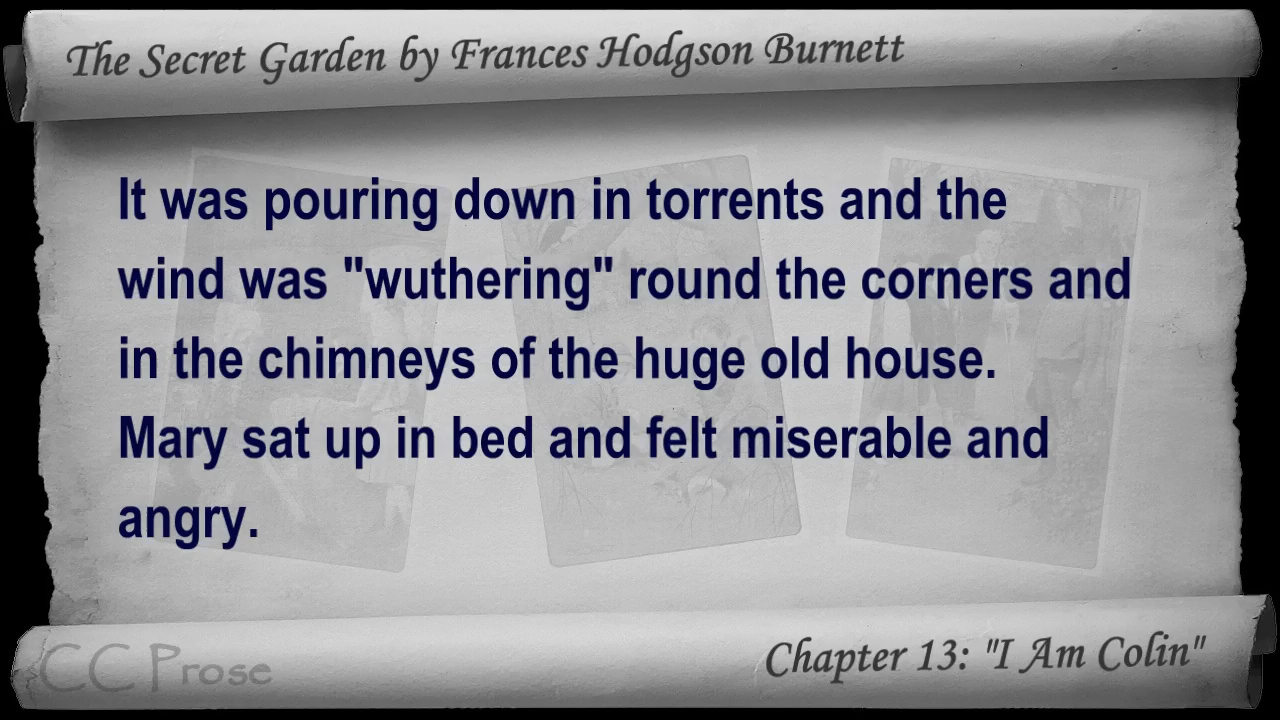 The Secret Garden by Frances Hodgson Burnett
It was pouring down in torrents and the
wind was "wuthering" round the corners and
in the chimneys of the huge old house.
Mary sat up in bed and felt miserable and
angry.
CC Prose
Chapter 13: "I Am Colin"